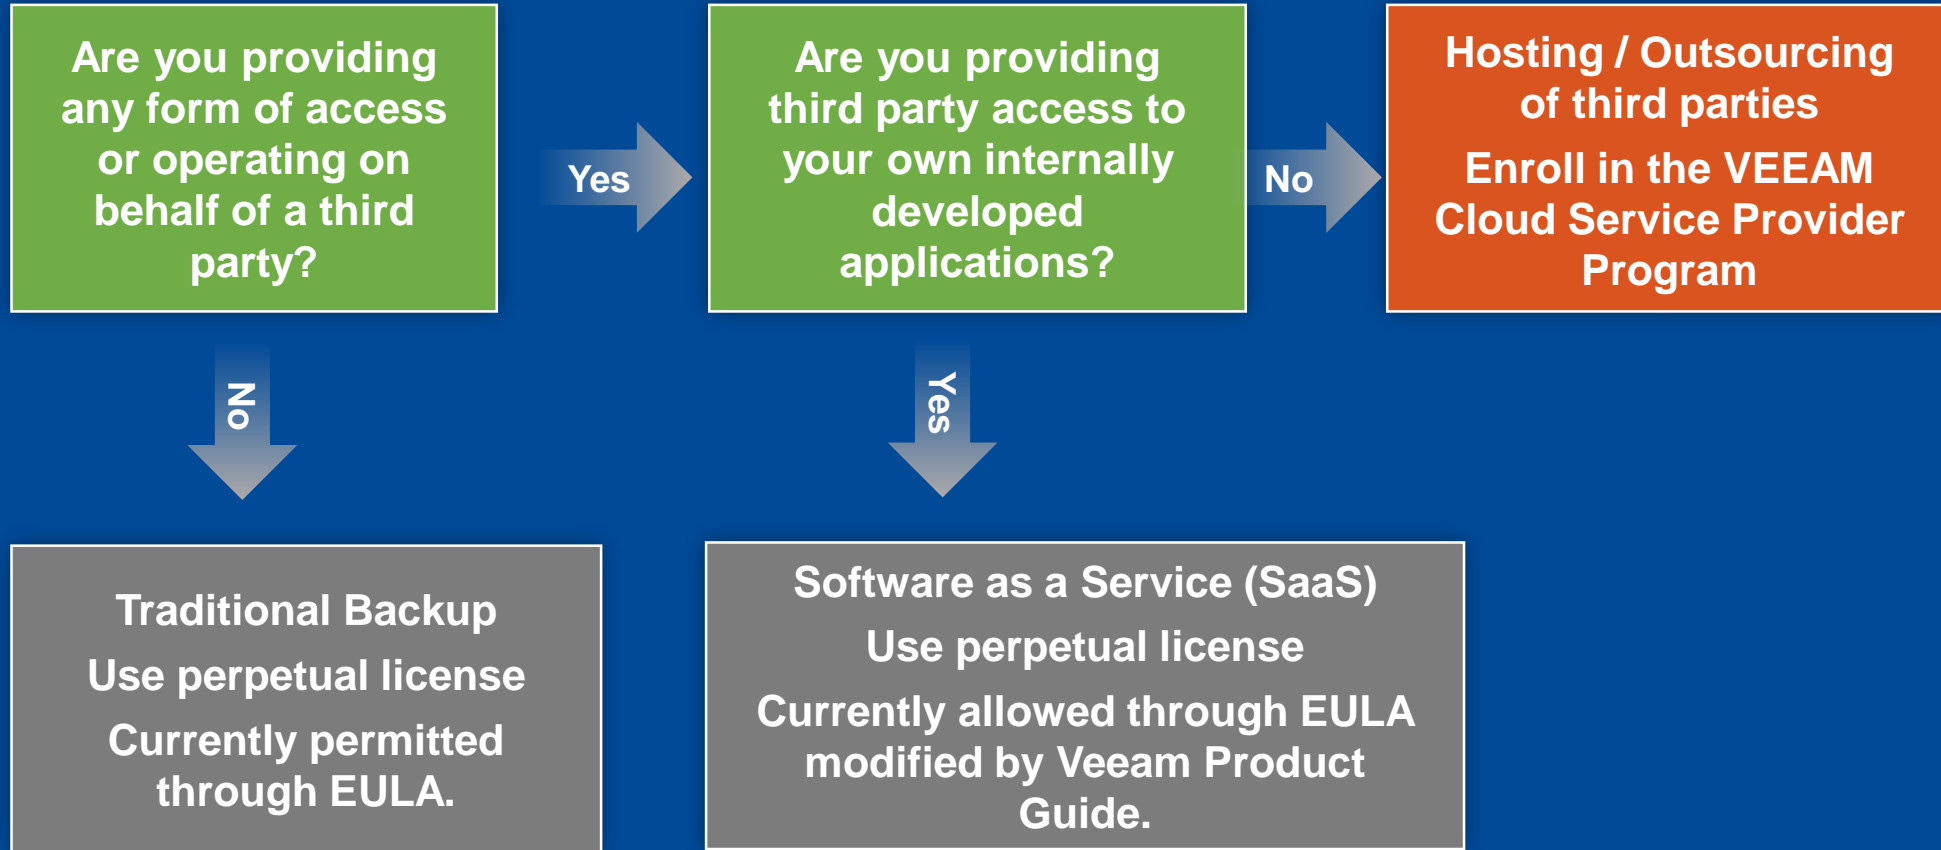 Are you providing
any form of access
or operating on
behalf of a third
party?
Yes
Are you providing
third party access to
your own internally
developed
applications?
No
Hosting / Outsourcing
of third parties
Enroll in the VEEAM
Cloud Service Provider
Program
No
Yes
Traditional Backup
Use perpetual license
Currently permitted
through EULA.
Software as a Service (SaaS)
Use perpetual license
Currently allowed through EULA
modified by Veeam Product
Guide.